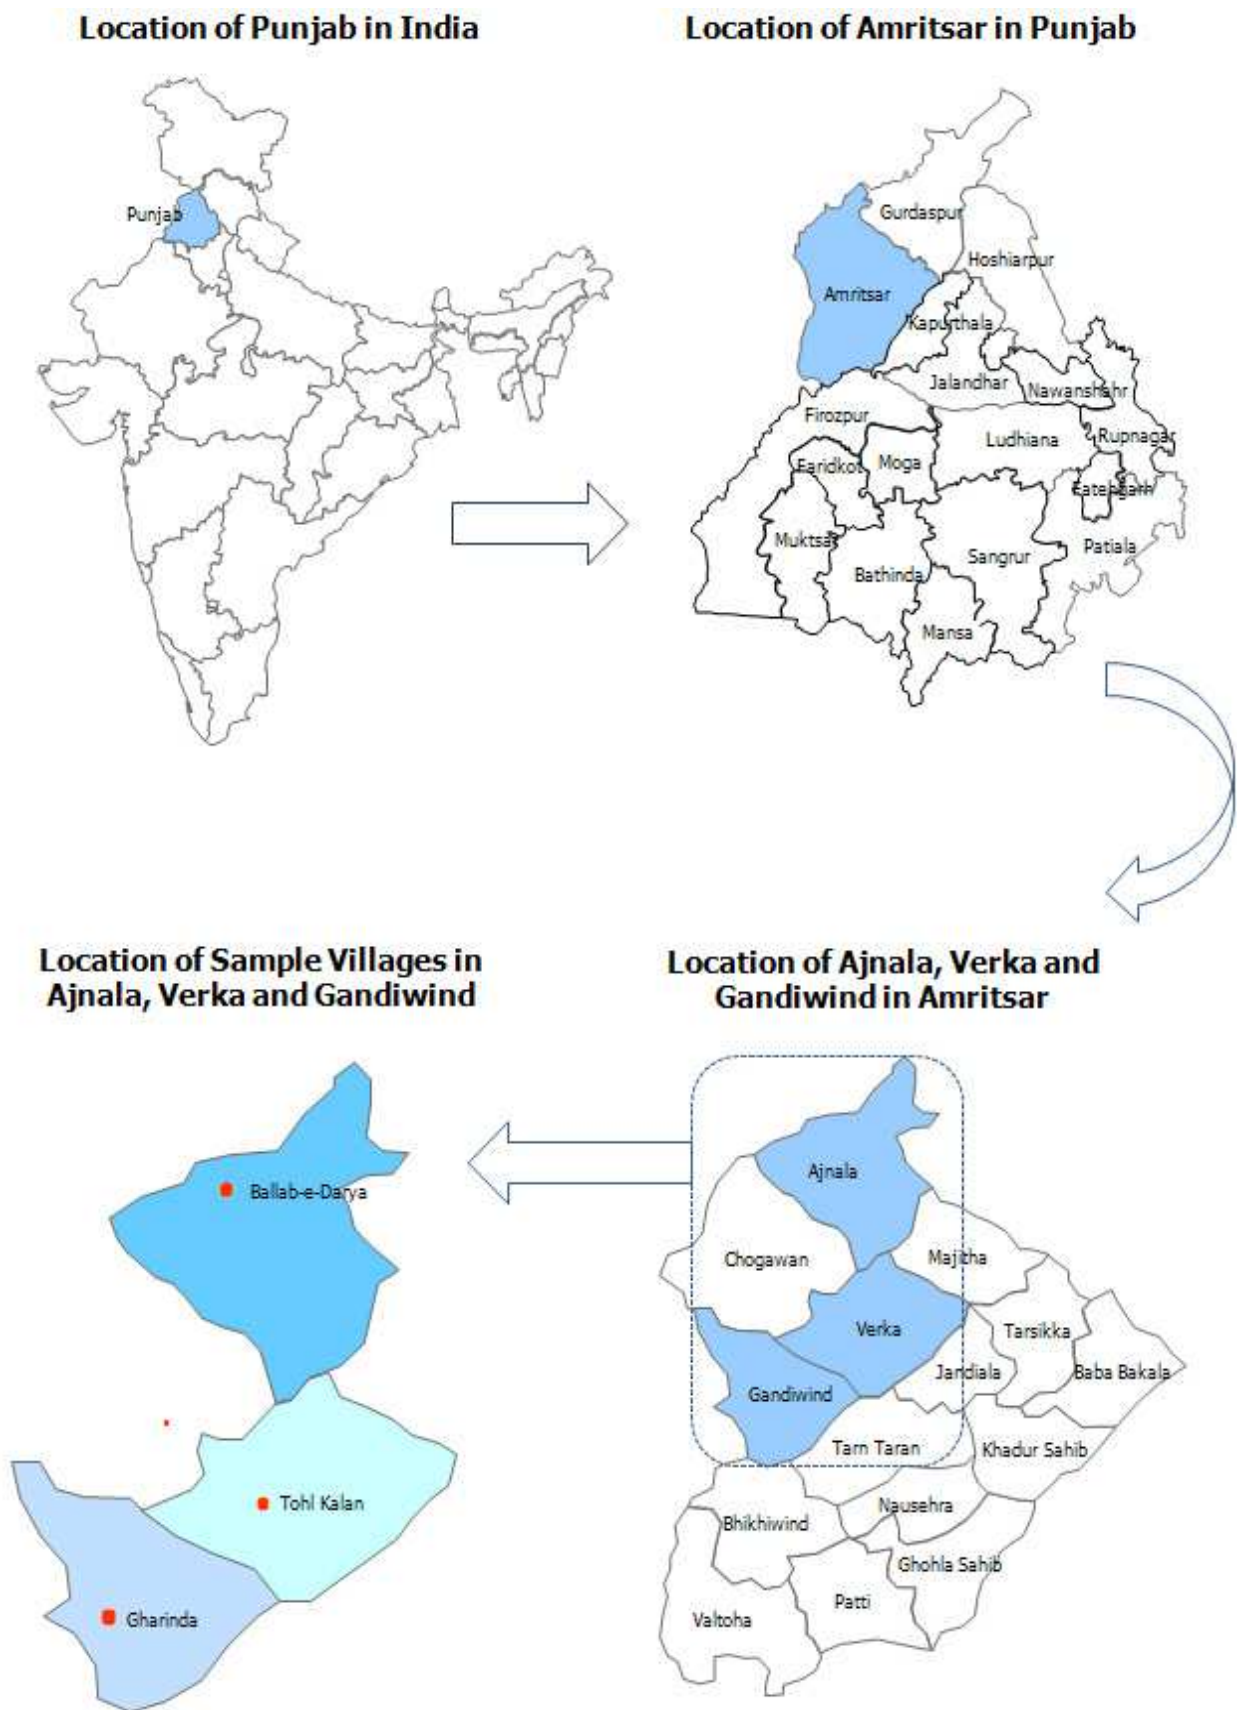 Location of Punjab in India
Location of Amritsar in Punjab
Punjab
Gurdaspur
Hoshiarpur
Amritsar
Kapurthala
Jalandhar
Nawanshahr
Firozpur
Ludhiana
Rupnagar
Faridkot
Moga
Fatehgarh
Muktsar
Patiala
Sangrur
Bathinda
Mansa
Location of Sample Villages in
Ajnala, Verka and Gandiwind
Location of Ajnala, Verka and
Gandiwind in Amritsar
Ballab-e-Darya
Tohl Kalan
Gharinda
Ajnala
Chogawan
Majitha
Verka
Tarsikka
Jandiala
Baba Bakala
Gandiwind
Tarn Taran
Khadur Sahib
Nausehra
Bhikhiwind
Ghohla Sahib
Patti
Valtoha